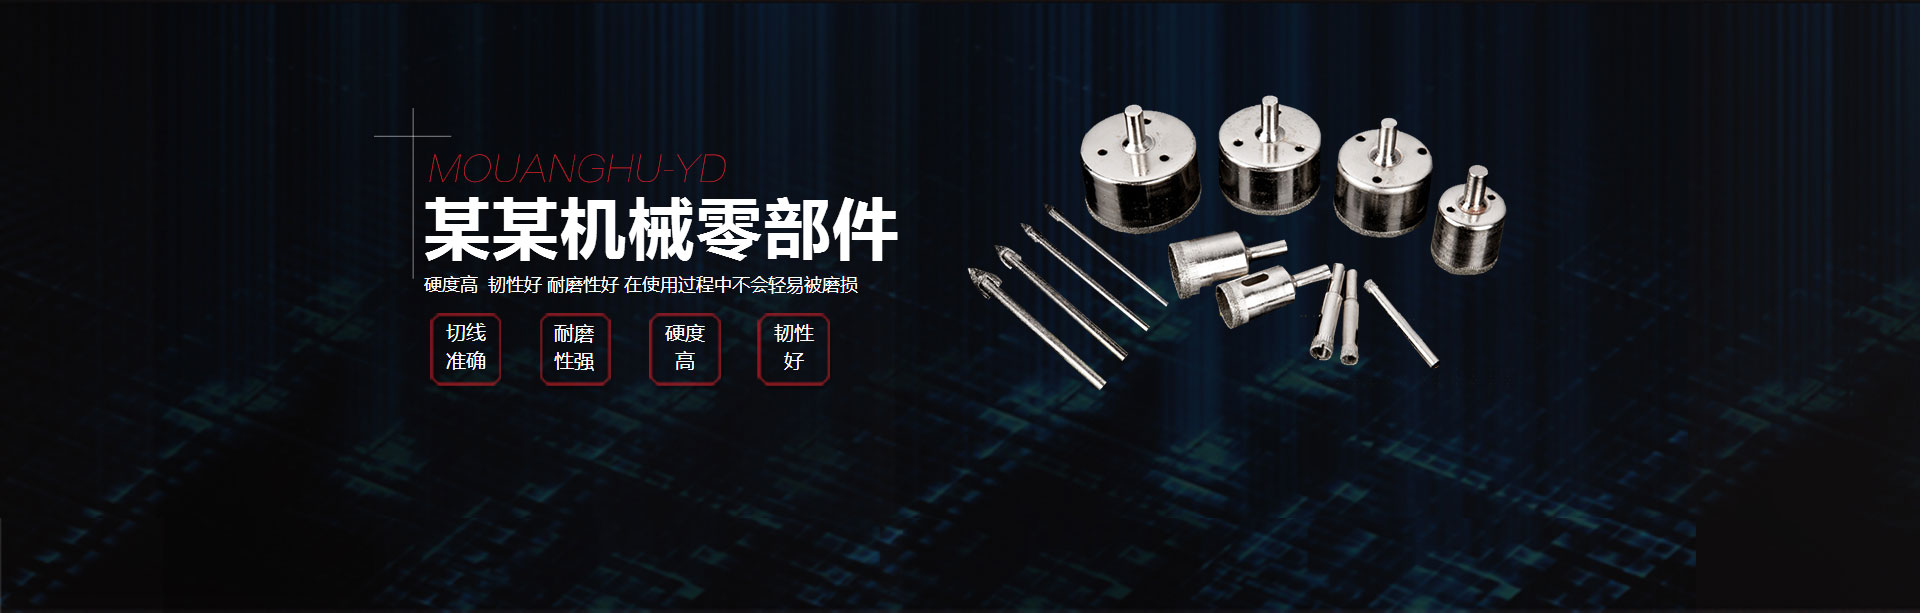 MOUANGHU-YD
某某机械零部件
硬度高 韧性好 耐磨性好 在使用过程中不会轻易被磨损
切线
准确
耐磨
性强
硬度
高
韧性
好